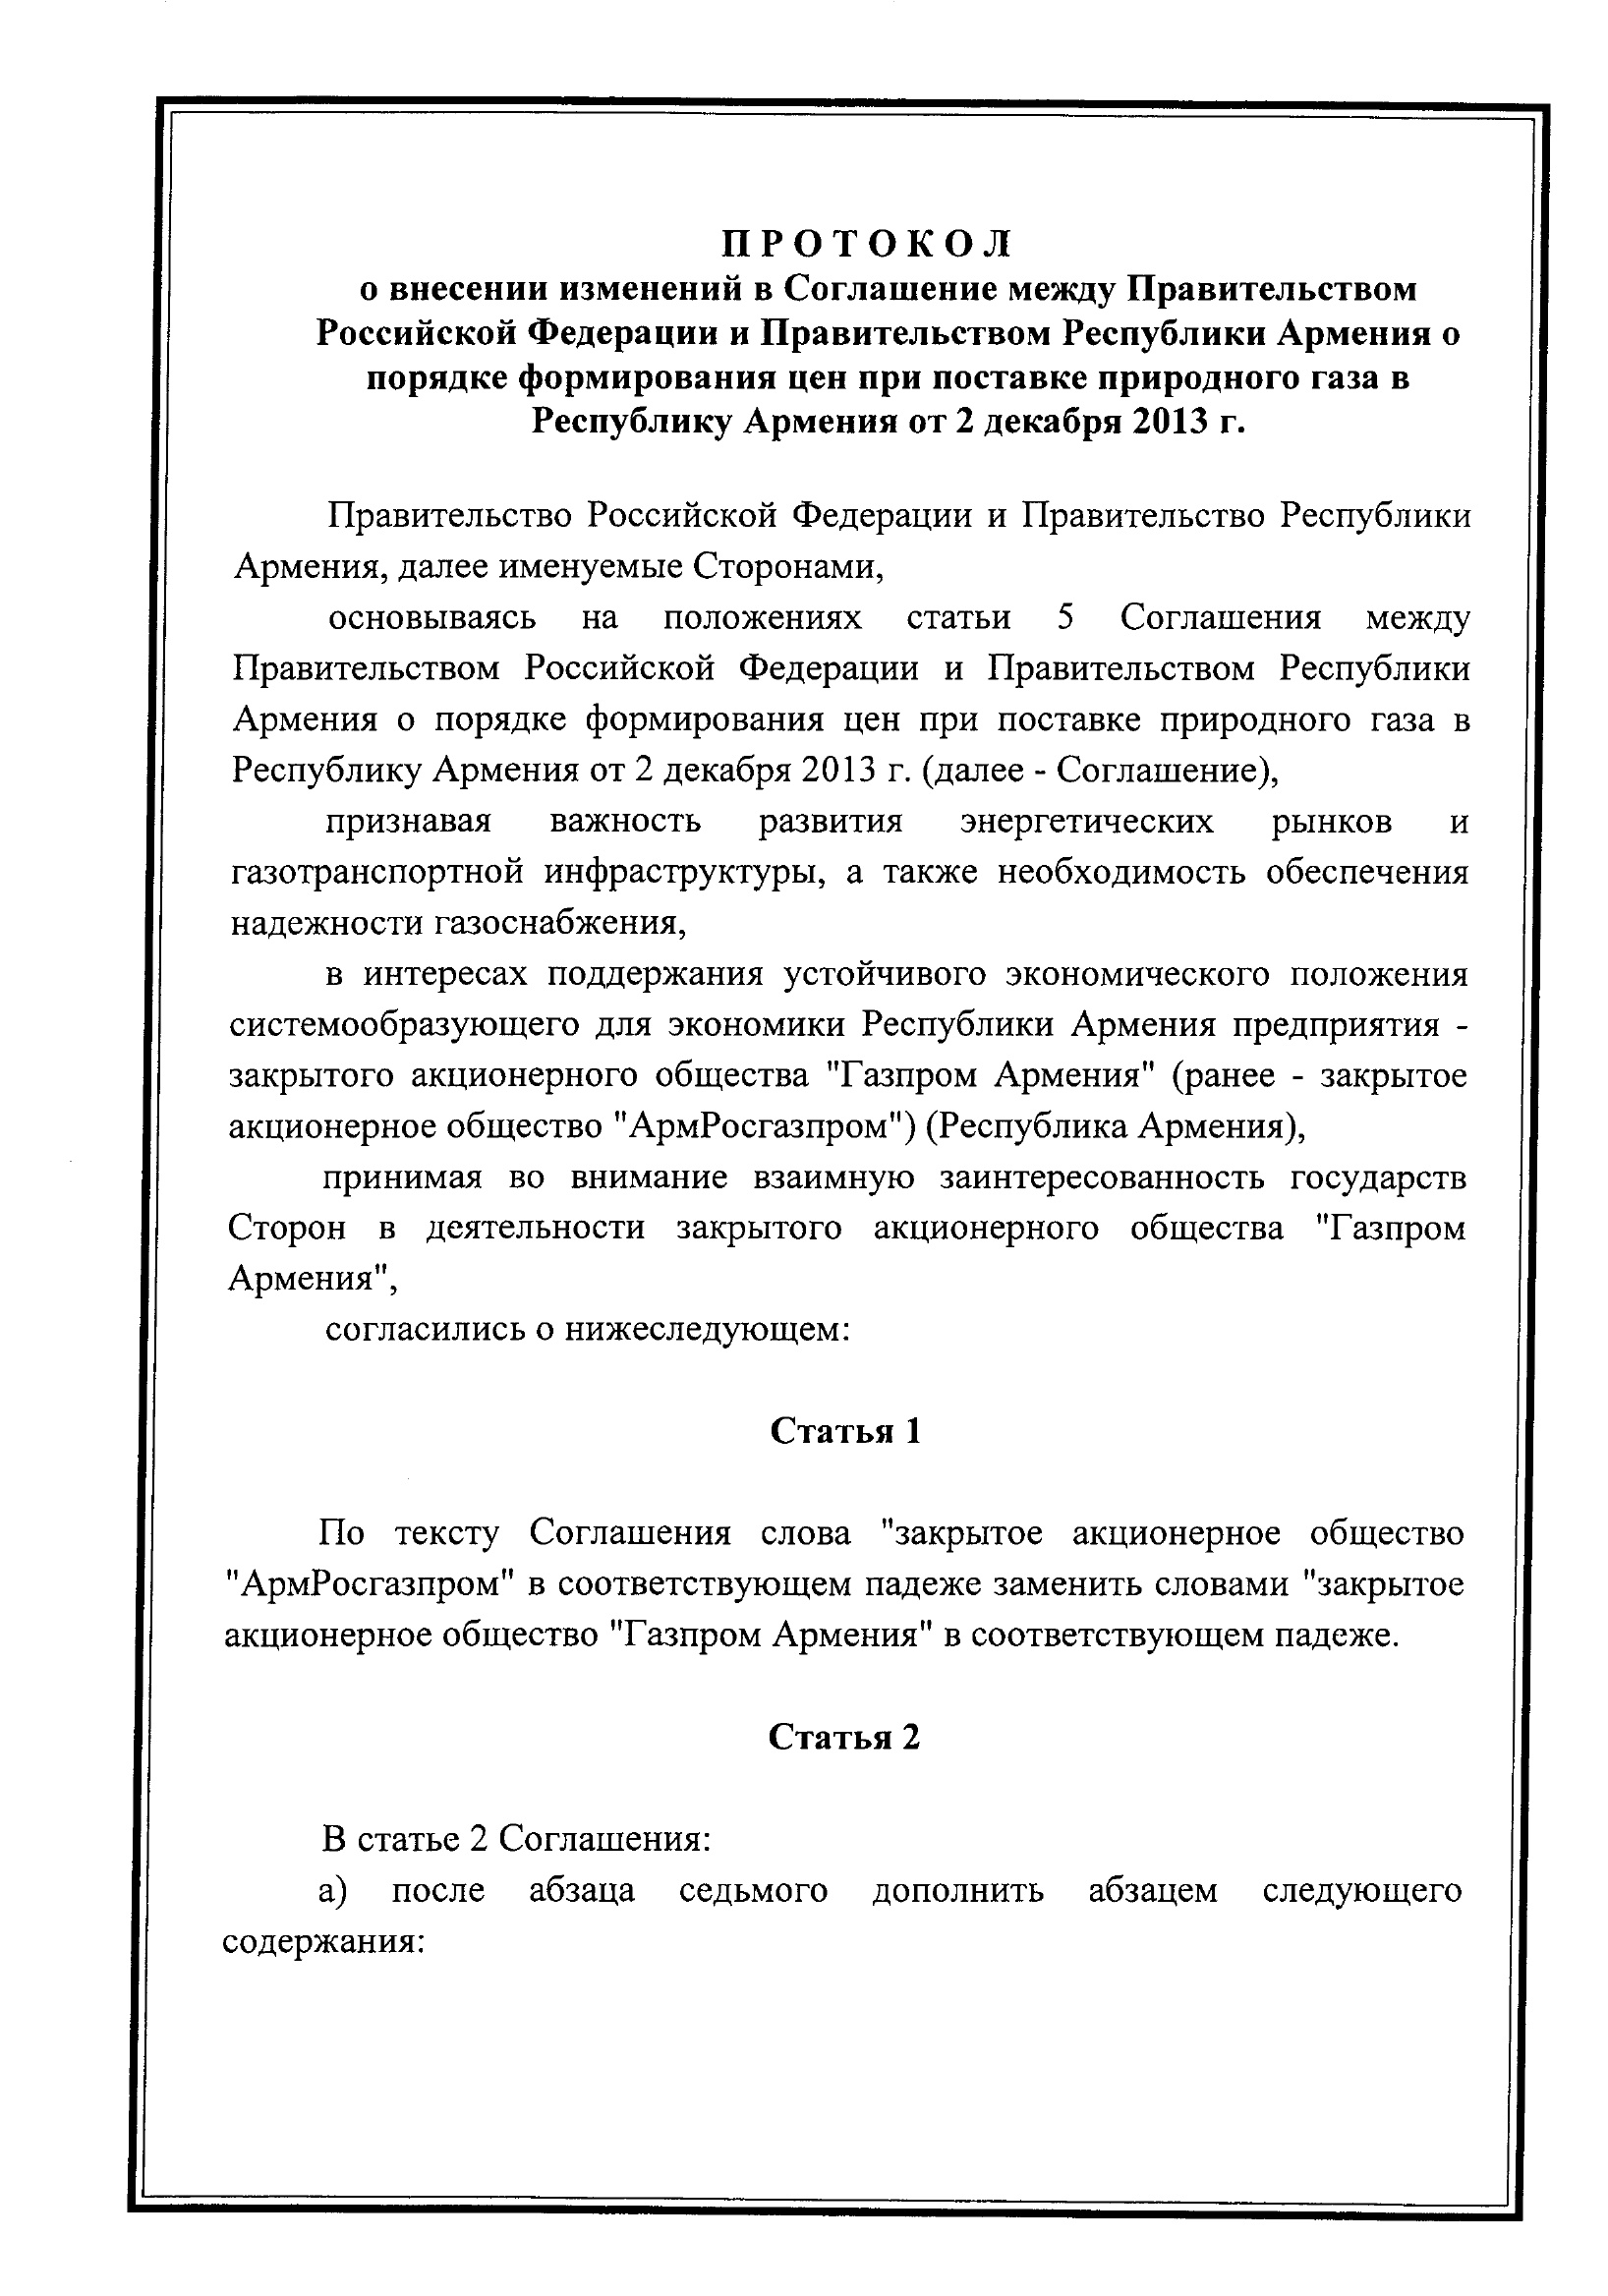 ПРОТОКОЛ
о внесении изменений в Соглашение между Правительством
Российской Федерации и Правительством Республики Армения о
порядке формирования цен при поставке природного газа в
Республику Армения от 2 декабря 2013 г.
Правительство Российской Федерации и Правительство Республики
Армения, далее именуемые Сторонами,
основываясь на положениях статьи 5 Соглашения между
Правительством Российской Федерации и Правительством Республики
Армения о порядке формирования цен при поставке природного газа в
Республику Армения от 2 декабря 2013 г. (далее - Соглашение),
признавая важность развития энергетических рынков и
газотранспортной инфраструктуры, а также необходимость обеспечения
надежности газоснабжения,
в интересах поддержания устойчивого экономического положения
системообразующего для экономики Республики Армения предприятия -
закрытого акционерного общества "Газпром Армения" (ранее - закрытое
акционерное общество "АрмРосгазпром") (Республика Армения),
принимая во внимание взаимную заинтересованность государств
Сторон в деятельности закрытого акционерного общества "Газпром
Армения",
согласились о нижеследующем:
Статья 1
По тексту Соглашения слова "закрытое акционерное общество
"АрмРосгазпром" в соответствующем падеже заменить словами "закрытое
акционерное общество "Газпром Армения" в соответствующем падеже.
Статья 2
В статье 2 Соглашения:
а) после абзаца седьмого дополнить абзацем следующего
содержания: